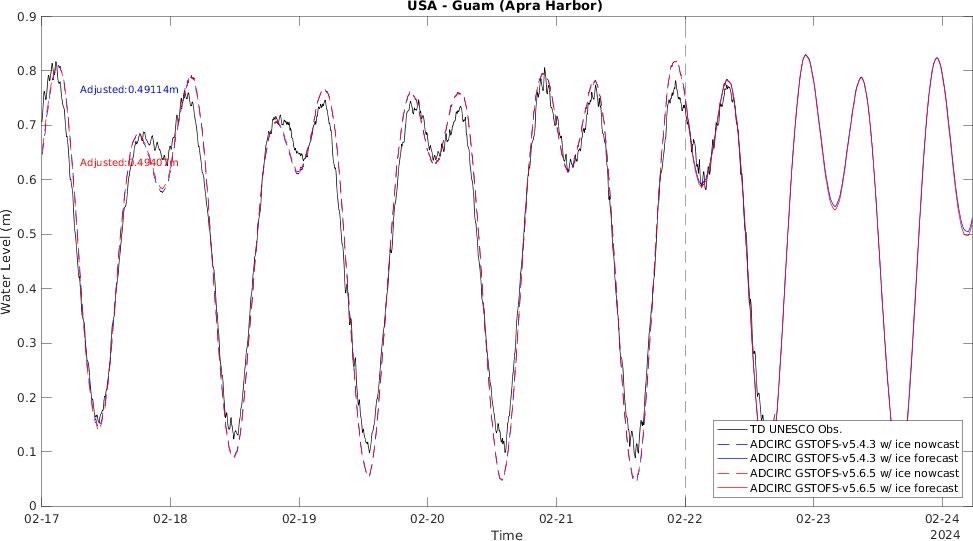 USA - Guam (Apra Harbor)
0.9
0.8
0.7
0.6
0.5
0.4
0.3
0.2
0.1
0
Water Level (m)
Adjusted:0.49114m
Adjusted:0.49407m
TD UNESCO Obs.
ADCIRC GSTOFS-v5.4.3 w/ ice nowcast
ADCIRC GSTOFS-v5.4.3 w/ ice forecast
ADCIRC GSTOFS-v5.6.5 w/ ice nowcast
ADCIRC GSTOFS-v5.6.5 w/ ice forecast
02-17 02-18 02-19 02-20 02-21 02-22 02-23 02-24
Time 2024